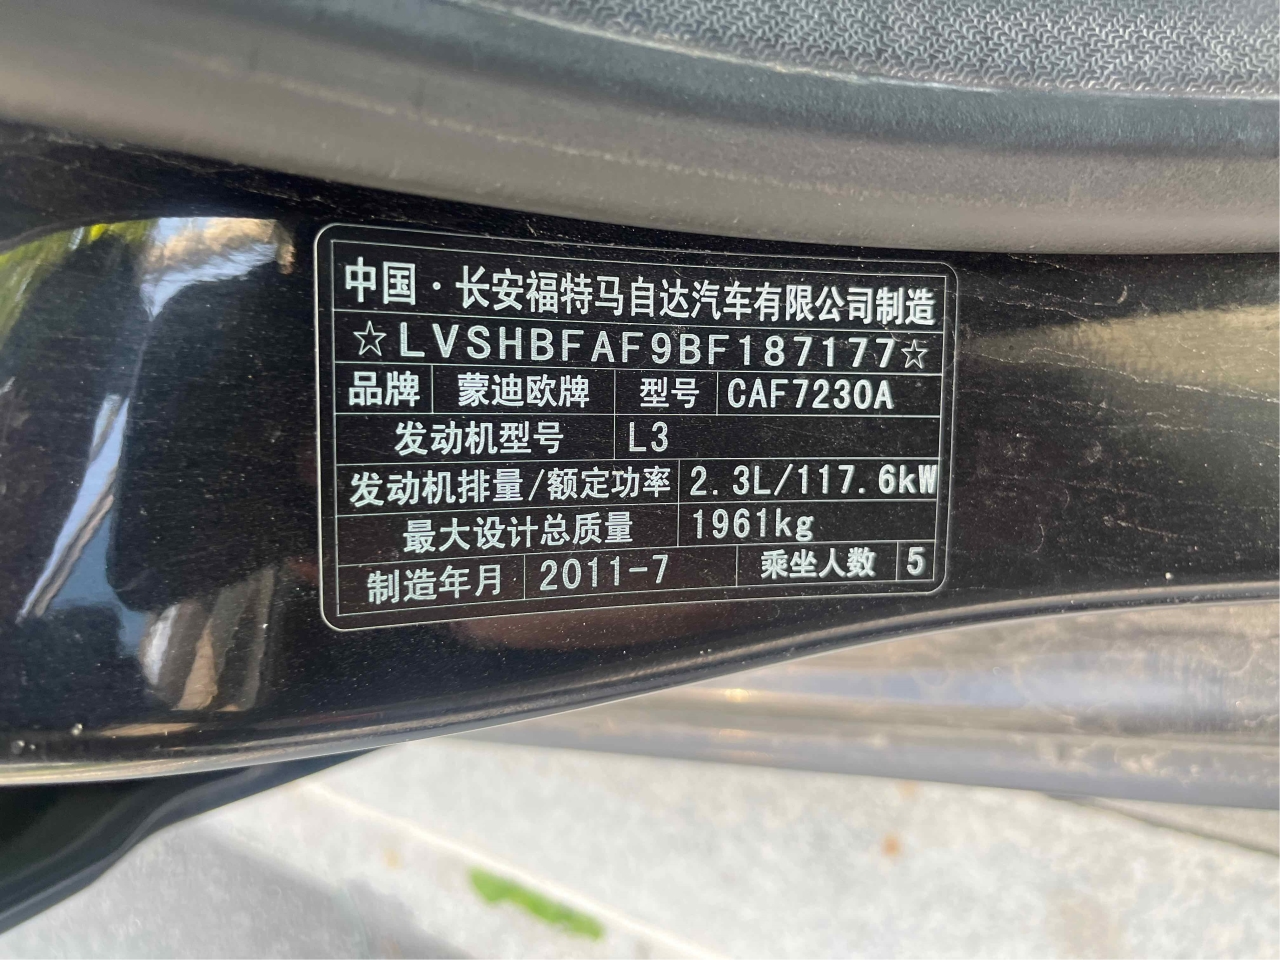 中国·长安福特马自达汽车有限公司制造
☆LVSHBFAF9BF187177☆
品牌 蒙迪欧牌 型号 CAF7230A
发动机型号 L3
发动机排量/额定功率 2.3L/117.6kW
最大设计总质量 1961kg
制造年月 2011-7 乘坐人数 5